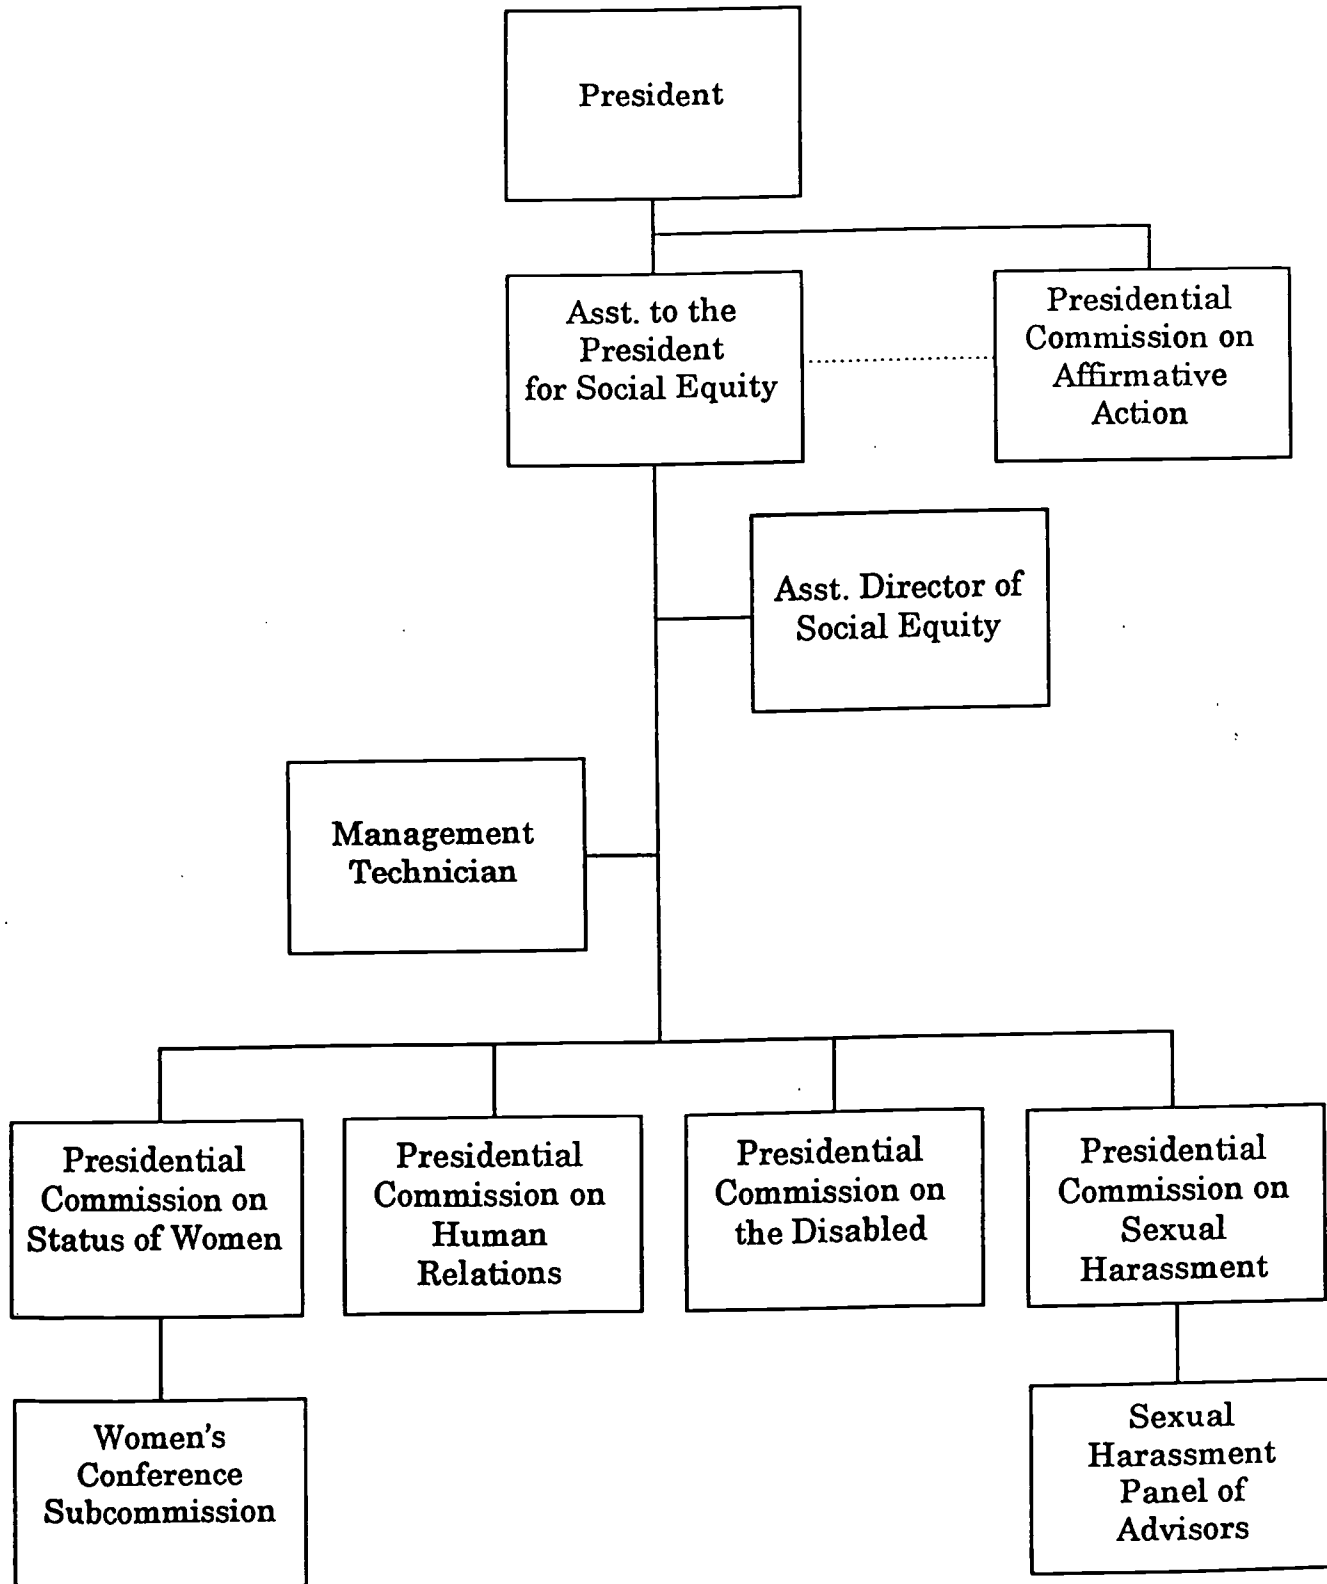 President
Asst. to the
President
for Social Equity
Presidential
Commission on
Affirmative
Action
Asst. Director of
Social Equity
Management
Technician
Presidential
Commission on
Status of Women
Presidential
Commission on
Human
Relations
Presidential
Commission on
the Disabled
Presidential
Commission on
Sexual
Harassment
Women's
Conference
Subcommission
Sexual
Harassment
Panel of
Advisors